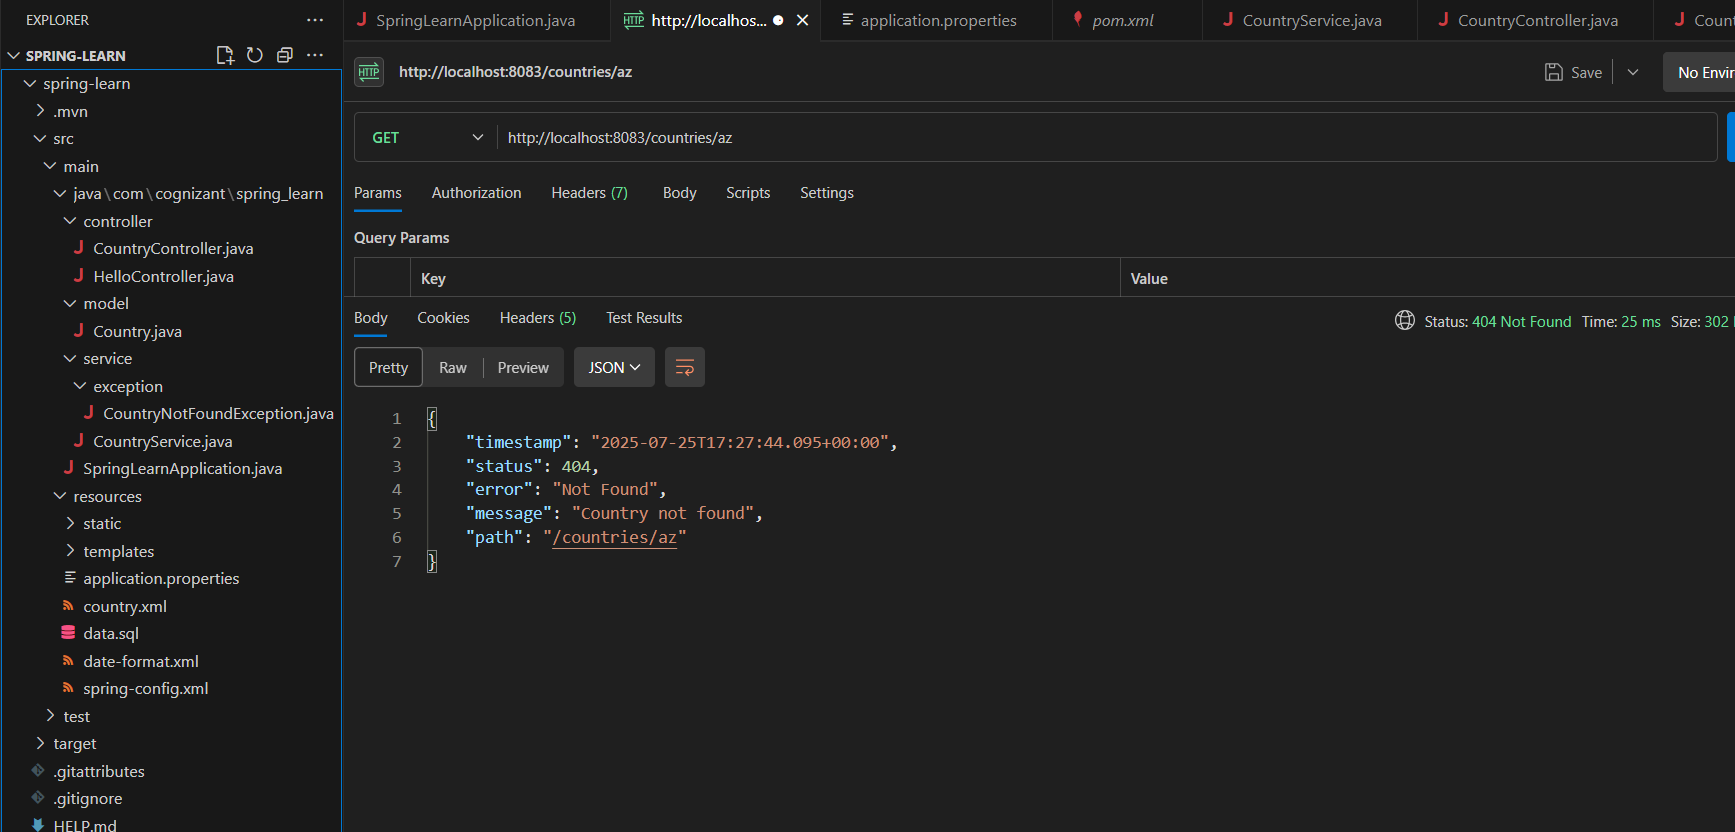 EXPLORER
SPRING-LEARN
spring-learn
.mvn
src
main
java\com\cognizant\spring_learn
controller
CountryController.java
HelloController.java
model
Country.java
service
exception
CountryNotFoundException.java
CountryService.java
SpringLearnApplication.java
resources
static
templates
application.properties
country.xml
data.sql
date-format.xml
spring-config.xml
test
target
.gitattributes
.gitignore
HELP.md
SpringLearnApplication.java
HTTP http://localhos...
application.properties
pom.xml
CountryService.java
CountryController.java
HTTP http://localhost:8083/countries/az
Save
GET http://localhost:8083/countries/az
Params Authorization Headers (7) Body Scripts Settings
Query Params
Key Value
Body Cookies Headers (5) Test Results
Status: 404 Not Found Time: 25 ms Size: 302
Pretty Raw Preview JSON
1 {
2 "timestamp": "2025-07-25T17:27:44.095+00:00",
3 "status": 404,
4 "error": "Not Found",
5 "message": "Country not found",
6 "path": "/countries/az"
7 }